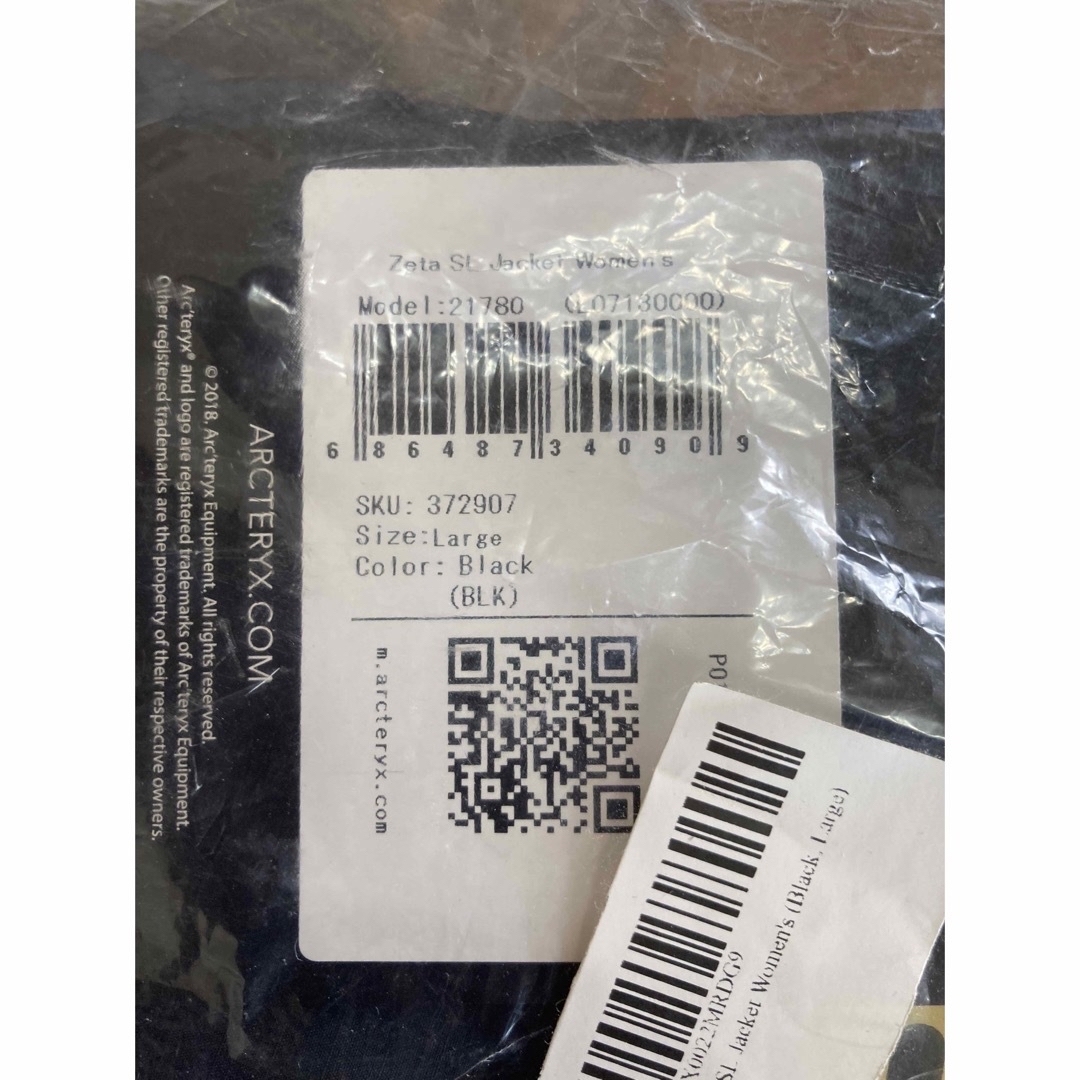 Zeta SL Jacket Women's
Model:21780 (L07130000)
6 86487 34090 9
SKU: 372907
Size:Large
Color: Black
(BLK)
m.arcteryx.com
ARCTERYX.COM
© 2018, Arc'teryx Equipment. All rights reserved.
Arc'teryx® and logo are registered trademarks of Arc'teryx Equipment.
Other registered trademarks are the property of their respective owners.
Y0022MRDG9
SL Jacket Women's (Black, Large)